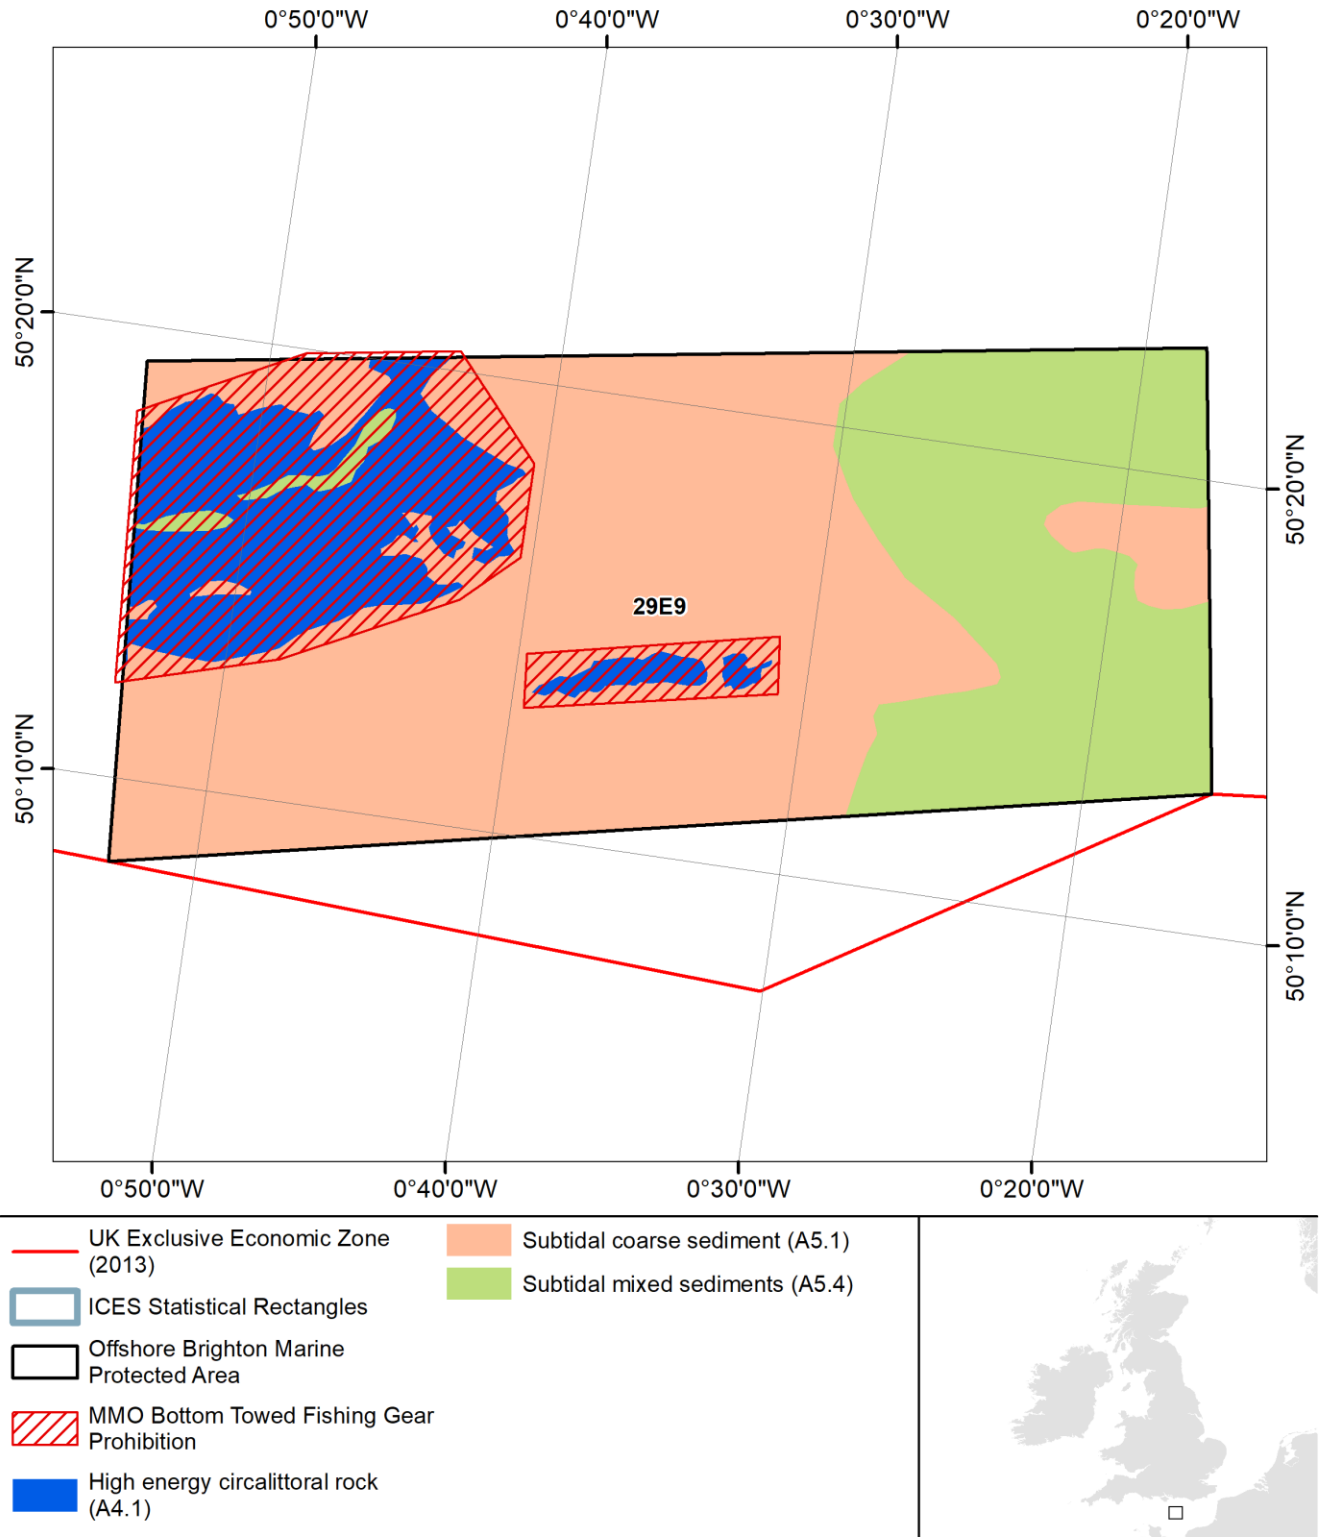 0°50'0"W 0°40'0"W 0°30'0"W 0°20'0"W
50°20'0"N
50°20'0"N
29E9
50°10'0"N
50°10'0"N
0°50'0"W 0°40'0"W 0°30'0"W 0°20'0"W
UK Exclusive Economic Zone
(2013)
ICES Statistical Rectangles
Offshore Brighton Marine
Protected Area
MMO Bottom Towed Fishing Gear
Prohibition
High energy circalittoral rock
(A4.1)
Subtidal coarse sediment (A5.1)
Subtidal mixed sediments (A5.4)